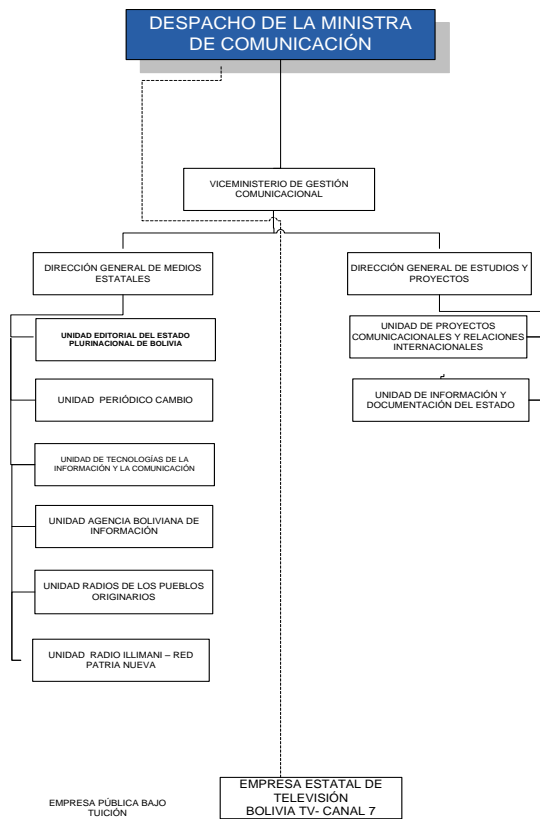 DESPACHO DE LA MINISTRA
DE COMUNICACIÓN
VICEMINISTERIO DE GESTIÓN
COMUNICACIONAL
DIRECCIÓN GENERAL DE MEDIOS
ESTATALES
UNIDAD EDITORIAL DEL ESTADO
PLURINACIONAL DE BOLIVIA
UNIDAD PERIÓDICO CAMBIO
UNIDAD DE TECNOLOGÍAS DE LA
INFORMACIÓN Y LA COMUNICACIÓN
UNIDAD AGENCIA BOLIVIANA DE
INFORMACIÓN
UNIDAD RADIOS DE LOS PUEBLOS
ORIGINARIOS
UNIDAD RADIO ILLIMANI – RED
PATRIA NUEVA
DIRECCIÓN GENERAL DE ESTUDIOS Y
PROYECTOS
UNIDAD DE PROYECTOS
COMUNICACIONALES Y RELACIONES
INTERNACIONALES
UNIDAD DE INFORMACIÓN Y
DOCUMENTACIÓN DEL ESTADO
EMPRESA PÚBLICA BAJO
TUICIÓN
EMPRESA ESTATAL DE
TELEVISIÓN
BOLIVIA TV- CANAL 7